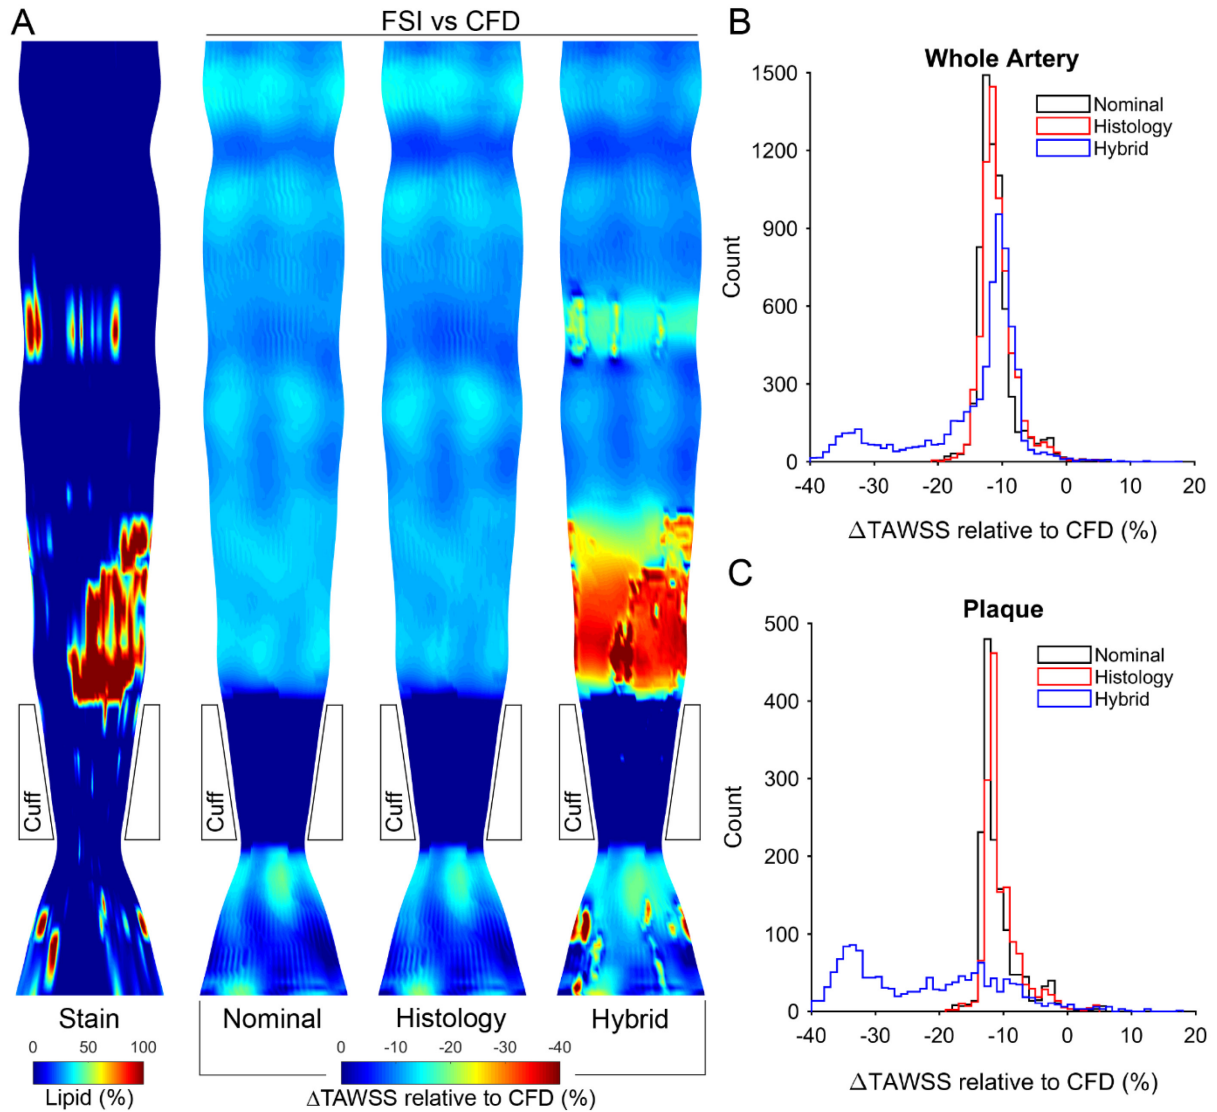 A
FSI vs CFD
Cuff
Cuff
Cuff
Cuff
Stain
Nominal
Histology
Hybrid
0 50 100
Lipid (%)
0 -10 -20 -30 -40
ΔTAWSS relative to CFD (%)
B
Whole Artery
1500
1200
900
600
300
0
Count
Nominal
Histology
Hybrid
-40 -30 -20 -10 0 10 20
ΔTAWSS relative to CFD (%)
C
Plaque
500
400
300
200
100
0
Count
Nominal
Histology
Hybrid
-40 -30 -20 -10 0 10 20
ΔTAWSS relative to CFD (%)